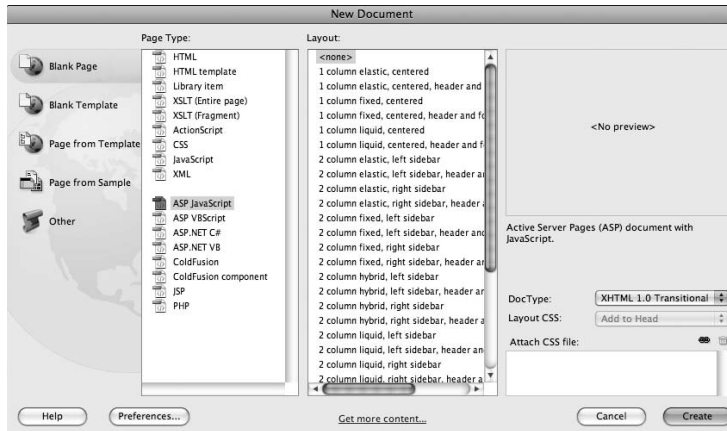 New Document
Blank Page
Blank Template
Page from Template
Page from Sample
Other
Page Type:
HTML
HTML template
Library item
XSLT (Entire page)
XSLT (Fragment)
ActionScript
CSS
JavaScript
XML
ASP JavaScript
ASP VBScript
ASP.NET C#
ASP.NET VB
ColdFusion
ColdFusion component
JSP
PHP
Layout:
<none>
1 column elastic, centered
1 column elastic, centered, header and
1 column fixed, centered
1 column fixed, centered, header and fo
1 column liquid, centered
1 column liquid, centered, header and f
2 column elastic, left sidebar
2 column elastic, left sidebar, header a
2 column elastic, right sidebar
2 column elastic, right sidebar, header
2 column fixed, left sidebar
2 column fixed, left sidebar, header and
2 column fixed, right sidebar
2 column fixed, right sidebar, header a
2 column hybrid, left sidebar
2 column hybrid, left sidebar, header ar
2 column hybrid, right sidebar
2 column hybrid, right sidebar, header a
2 column liquid, left sidebar
2 column liquid, left sidebar, header an
2 column liquid, right sidebar
2 column liquid, right sidebar, header a
<No preview>
Active Server Pages (ASP) document with
JavaScript.
DocType:
XHTML 1.0 Transitional
Layout CSS:
Add to Head
Attach CSS file:
Help
Preferences...
Get more content...
Cancel
Create